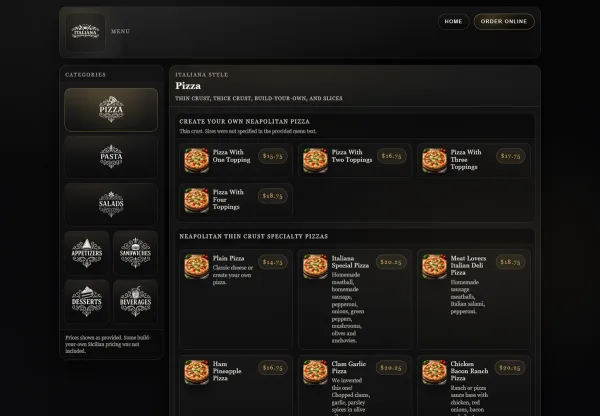 ITALIANA
MENU
HOME
ORDER ONLINE
CATEGORIES
PIZZA
PASTA
SALADS
APPETIZERS
SANDWICHES
DESSERTS
BEVERAGES
Prices shown as provided. Some build-
your-own Sicilian pricing was not
included.
ITALIANA STYLE
Pizza
THIN CRUST, THICK CRUST, BUILD-YOUR-OWN, AND SLICES
CREATE YOUR OWN NEAPOLITAN PIZZA
Thin crust. Sizes were not specified in the provided menu text.
Pizza With
One Topping
$15.75
Pizza With
Two Toppings
$16.75
Pizza With
Three
Toppings
$17.75
Pizza With
Four
Toppings
$18.75
NEAPOLITAN THIN CRUST SPECIALTY PIZZAS
Plain Pizza
$14.75
Classic cheese or
create your own
pizza.
Italiana
Special Pizza
$20.25
Homemade
meatball,
homemade
sausage,
pepperoni,
onions, green
peppers,
mushrooms,
olives and
anchovies.
Meat Lovers
Italian Deli
Pizza
$18.75
Homemade
sausage
meatballs,
Italian salami,
pepperoni.
Ham
Pineapple
Pizza
$16.75
Clam Garlic
Pizza
$20.25
We invented
this one!
Chopped clams,
garlic, parsley
spices in olive
Chicken
Bacon Ranch
Pizza
$20.25
Ranch or pizza
sauce base with
chicken, red
onions, bacon